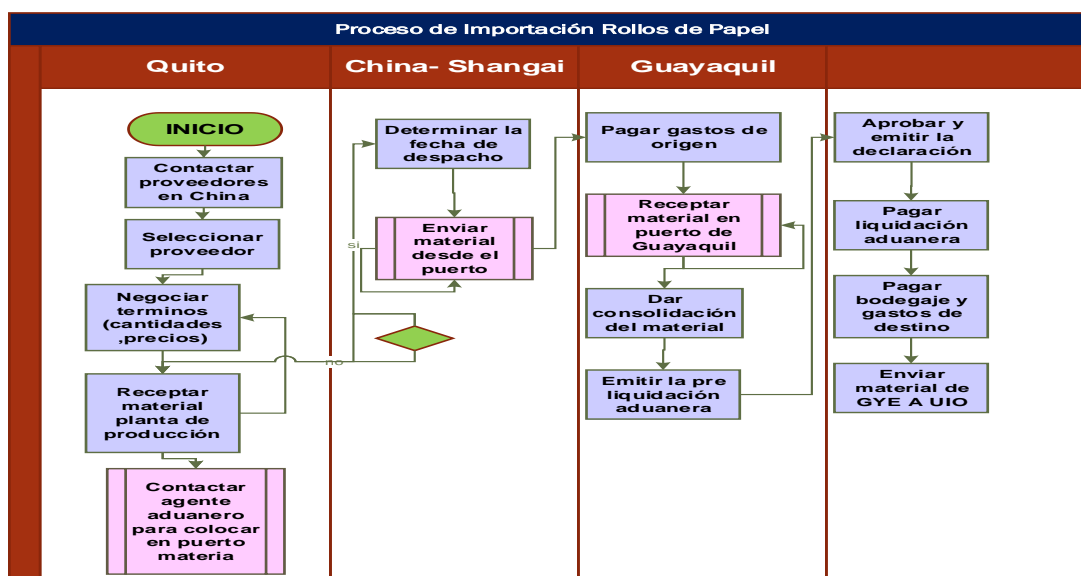 Proceso de Importación Rollos de Papel
Quito
China- Shangai
Guayaquil
INICIO
Contactar
proveedores
en China
Seleccionar
proveedor
Negociar
terminos
(cantidades
,precios)
Receptar
material
planta de
producción
Contactar
agente
aduanero
para colocar
en puerto
materia
Determinar la
fecha de
despacho
si
Enviar
material
desde el
puerto
no
Pagar gastos de
origen
Receptar
material en
puerto de
Guayaquil
Dar
consolidación
del material
Emitir la pre
liquidación
aduanera
Aprobar y
emitir la
declaración
Pagar
liquidación
aduanera
Pagar
bodegaje y
gastos de
destino
Enviar
material de
GYE A UIO